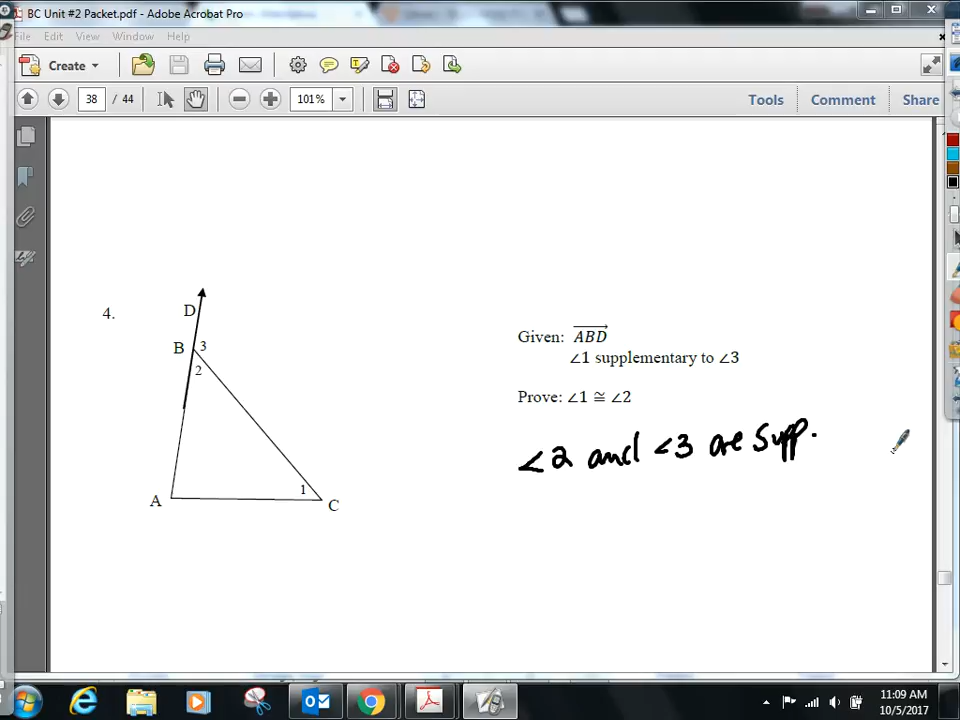 BC Unit #2 Packet.pdf - Adobe Acrobat Pro
File Edit View Window Help
Create
38 / 44 101% Tools Comment Share
4.
D
B 3
2
1
A C
Given: ABD
∠1 supplementary to ∠3
Prove: ∠1 ≅ ∠2
∠2 and ∠3 are Supp.
11:09 AM
10/5/2017